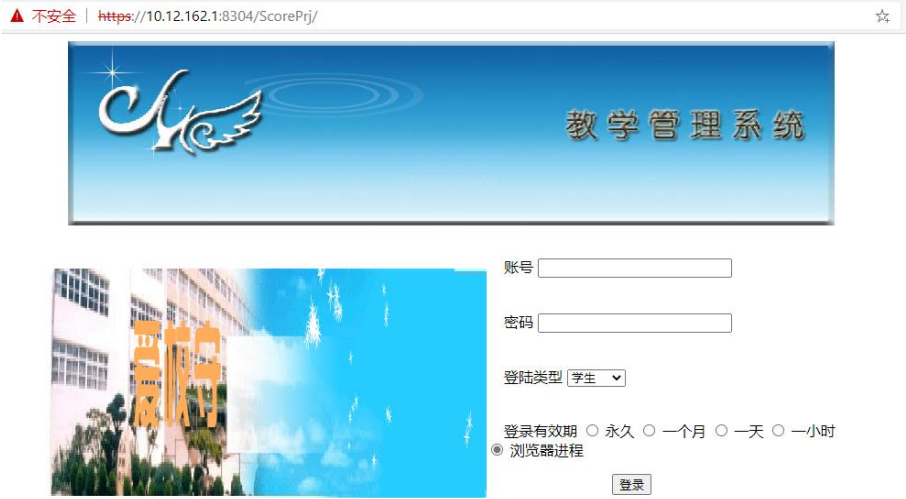 不安全 https://10.12.162.1:8304/ScorePrj/
教学管理系统
账号
密码
爱校守
登陆类型 学生
登录有效期 永久 一个月 一天 一小时
浏览器进程
登录